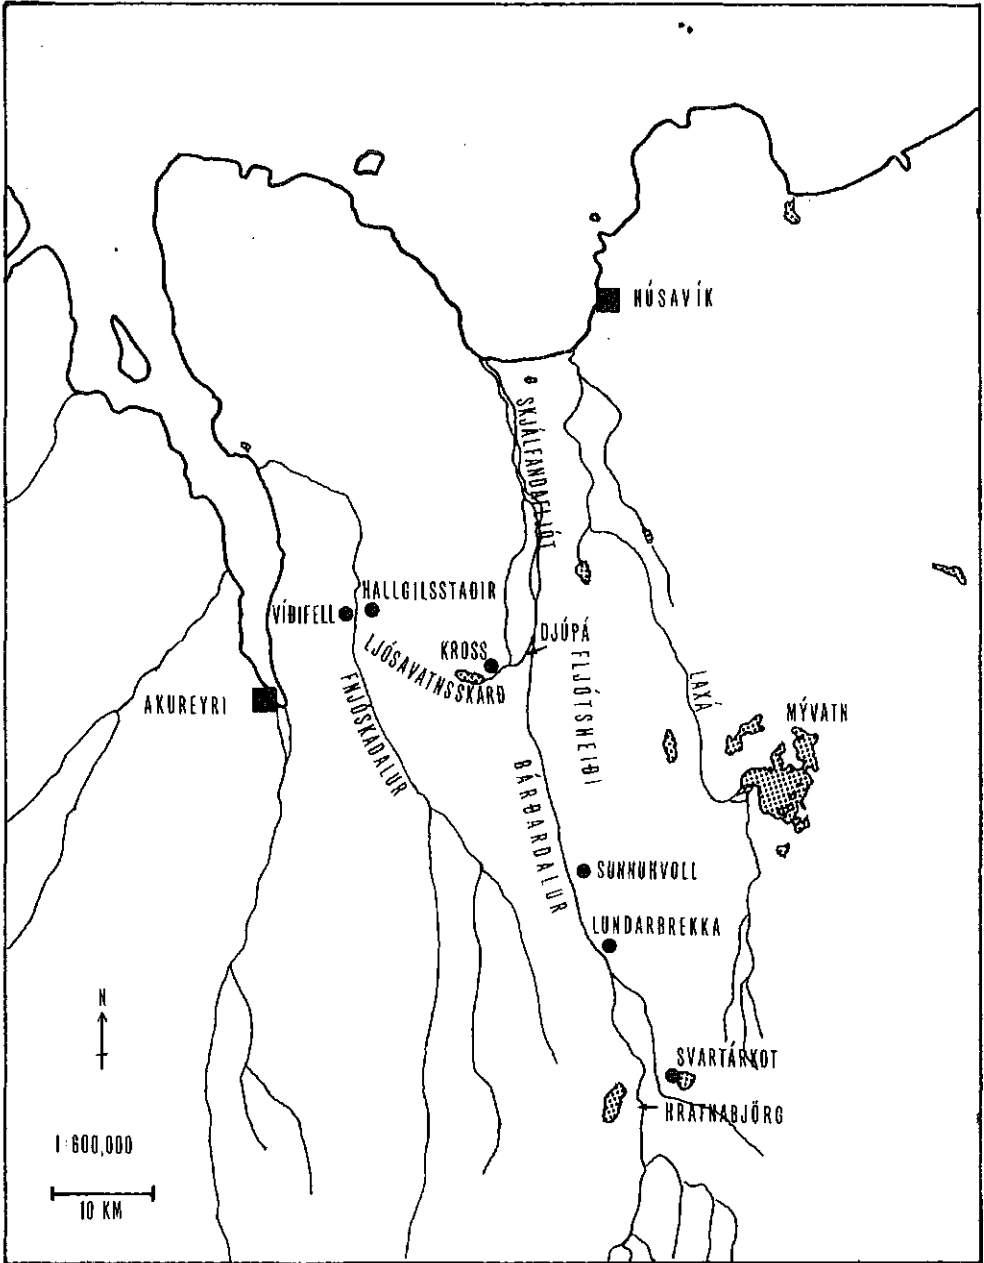 HÚSAVÍK
SKJÁLFANDAFLJÓT
HALLGILSSTAÐIR
VÍÐIFELL
DJÚPÁ
KROSS
LJÓSAVATNSSKARÐ
FLJÓTSHEIÐI
LAXÁ
FNJÓSKADALUR
AKUREYRI
MÝVATN
BÁRÐARDALUR
SUNNUHVOLL
LUNDARBREKKA
N
SVARTÁRKOT
HRAFNABJÖRG
1:600,000
10 KM